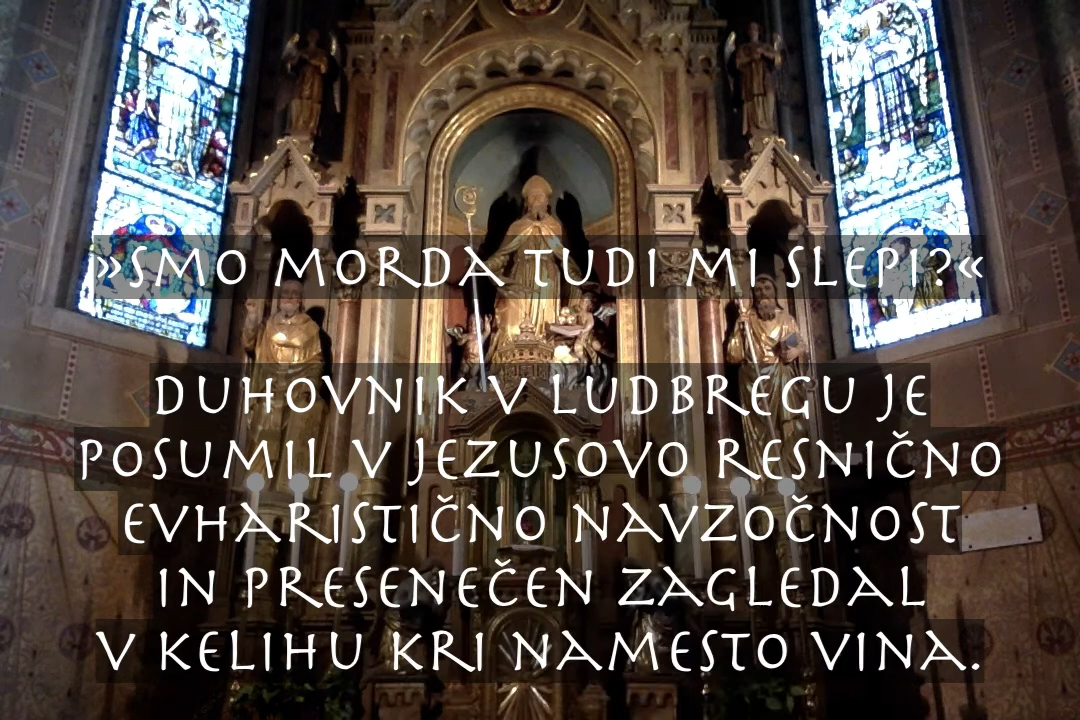 »SMO MORDA TUDI MI SLEPI?«
DUHOVNIK V LUDBREGU JE
POSUMIL V JEZUSOVO RESNIČNO
EVHARISTIČNO NAVZOČNOST
IN PRESENEČEN ZAGLEDAL
V KELIHU KRI NAMESTO VINA.